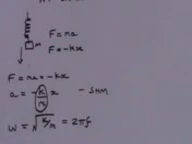 F = ma
m
F = -kx
F = ma = -kx
a = -k/m x - SHM
ω = √k/m = 2πf